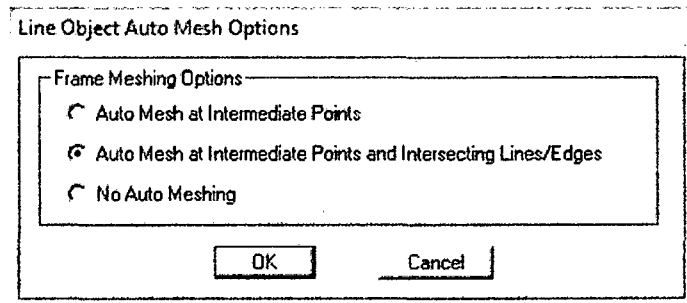 Line Object Auto Mesh Options
Frame Meshing Options
Auto Mesh at Intermediate Points
Auto Mesh at Intermediate Points and Intersecting Lines/Edges
No Auto Meshing
OK Cancel